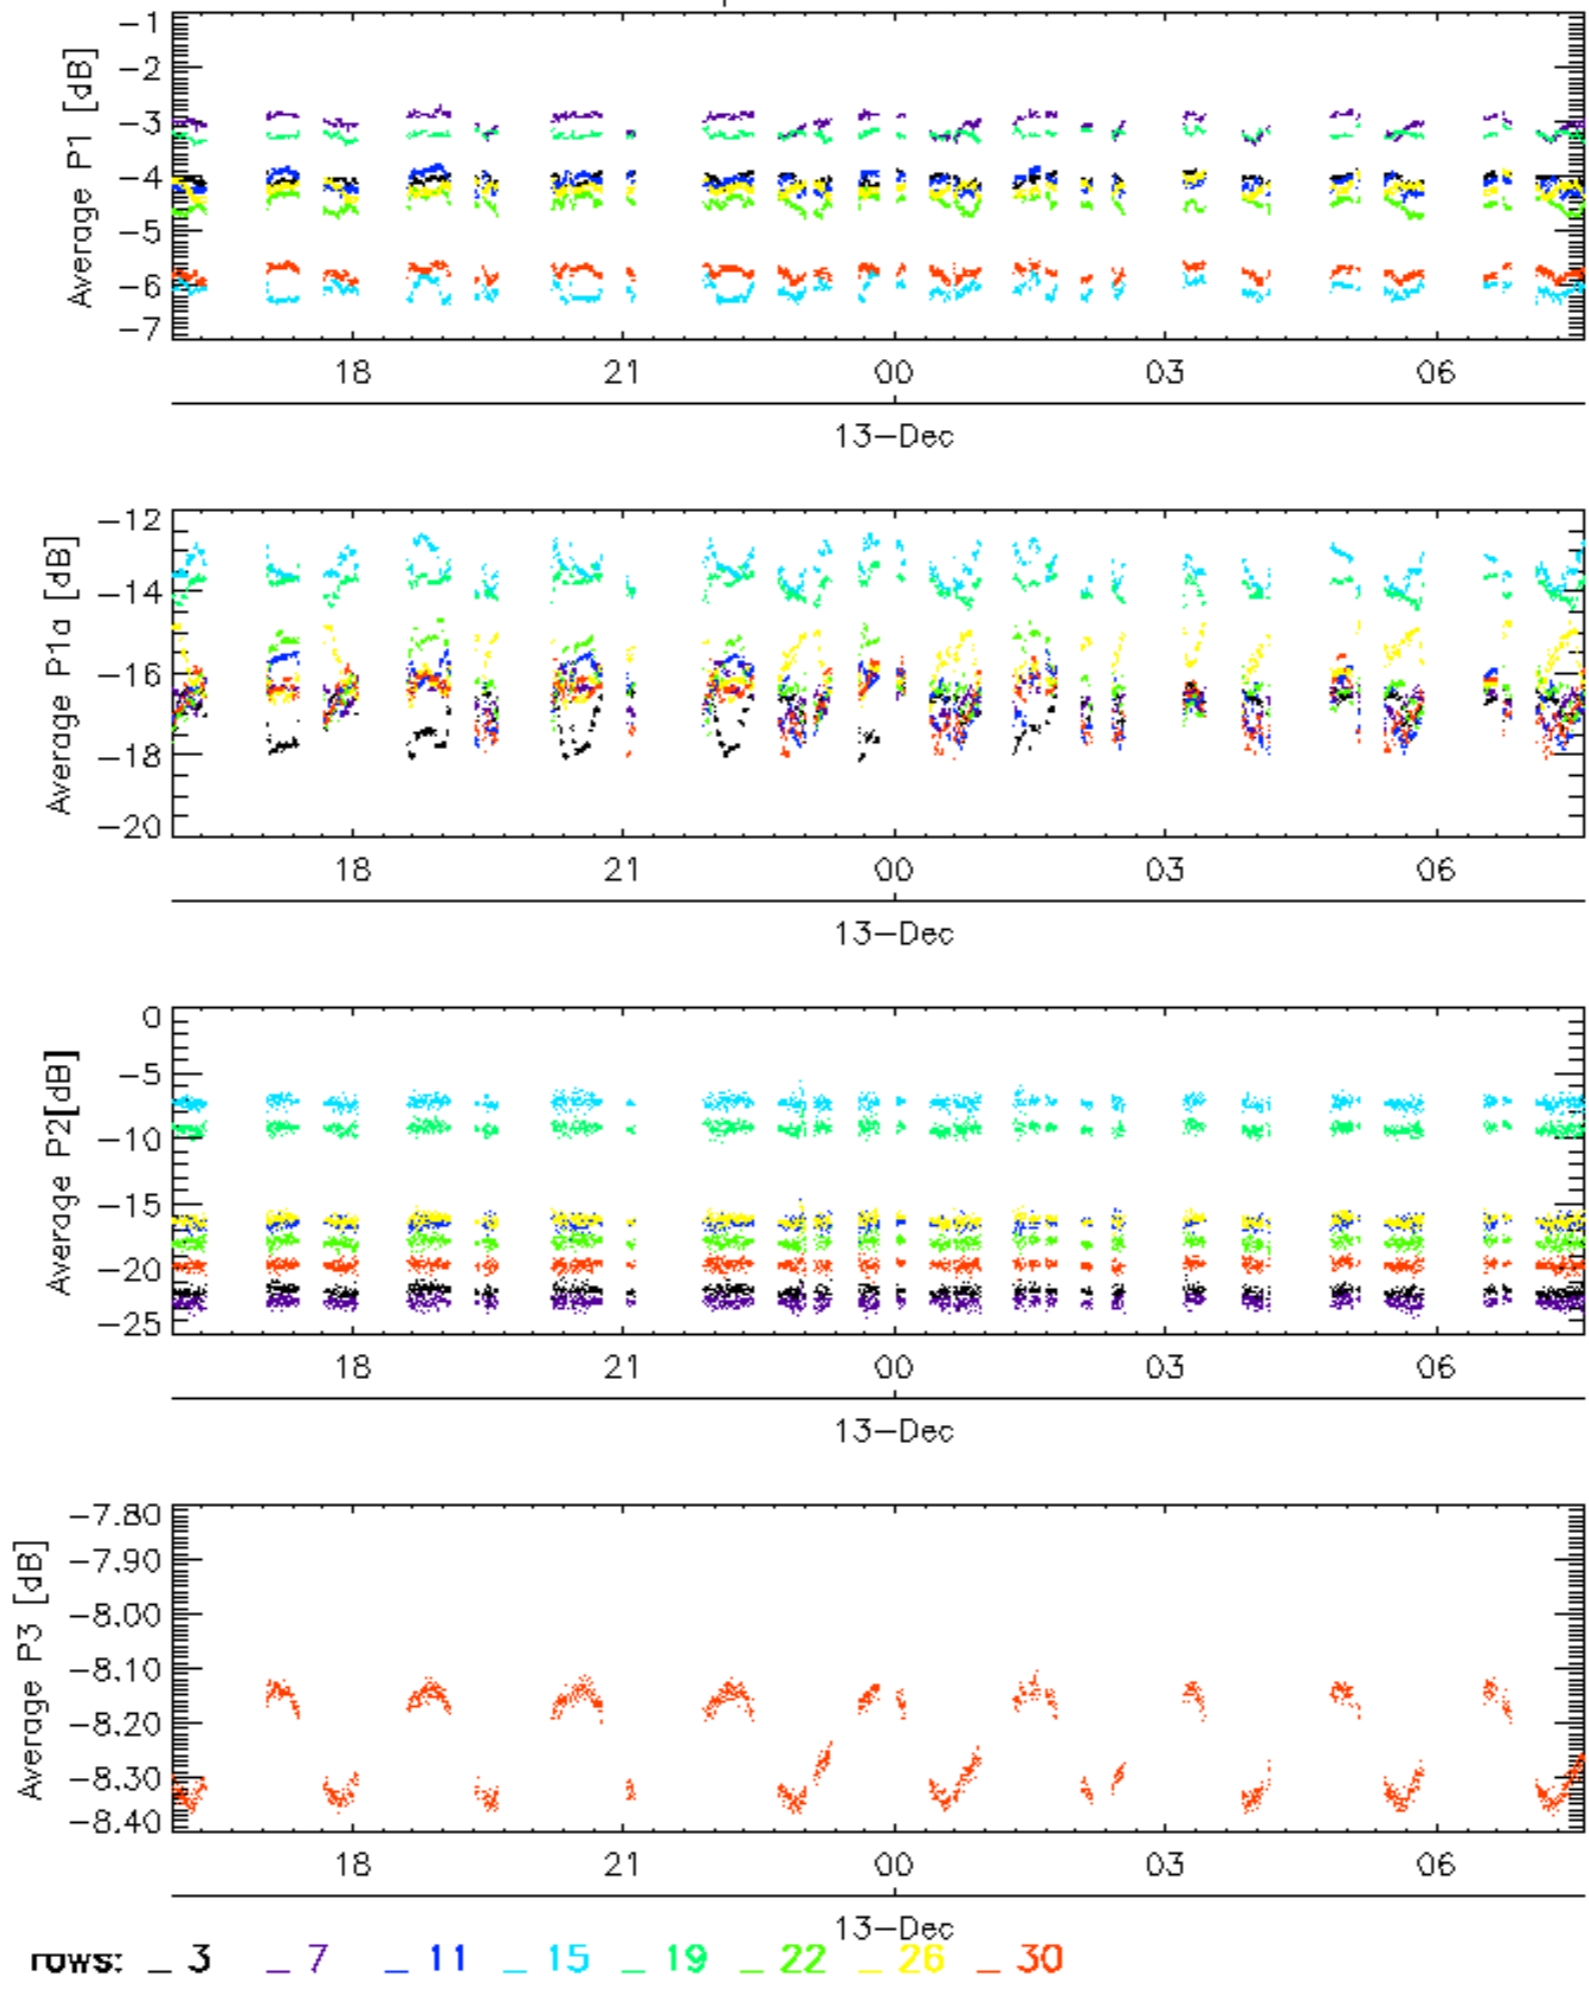 Average P1 [dB]
-1
-2
-3
-4
-5
-6
-7
18 21 00 03 06
13-Dec
Average P1a [dB]
-12
-14
-16
-18
-20
18 21 00 03 06
13-Dec
Average P2[dB]
0
-5
-10
-15
-20
-25
18 21 00 03 06
13-Dec
Average P3 [dB]
-7.80
-7.90
-8.00
-8.10
-8.20
-8.30
-8.40
18 21 00 03 06
13-Dec
rows: _ 3 _ 7 _ 11 _ 15 _ 19 _ 22 _ 26 _ 30